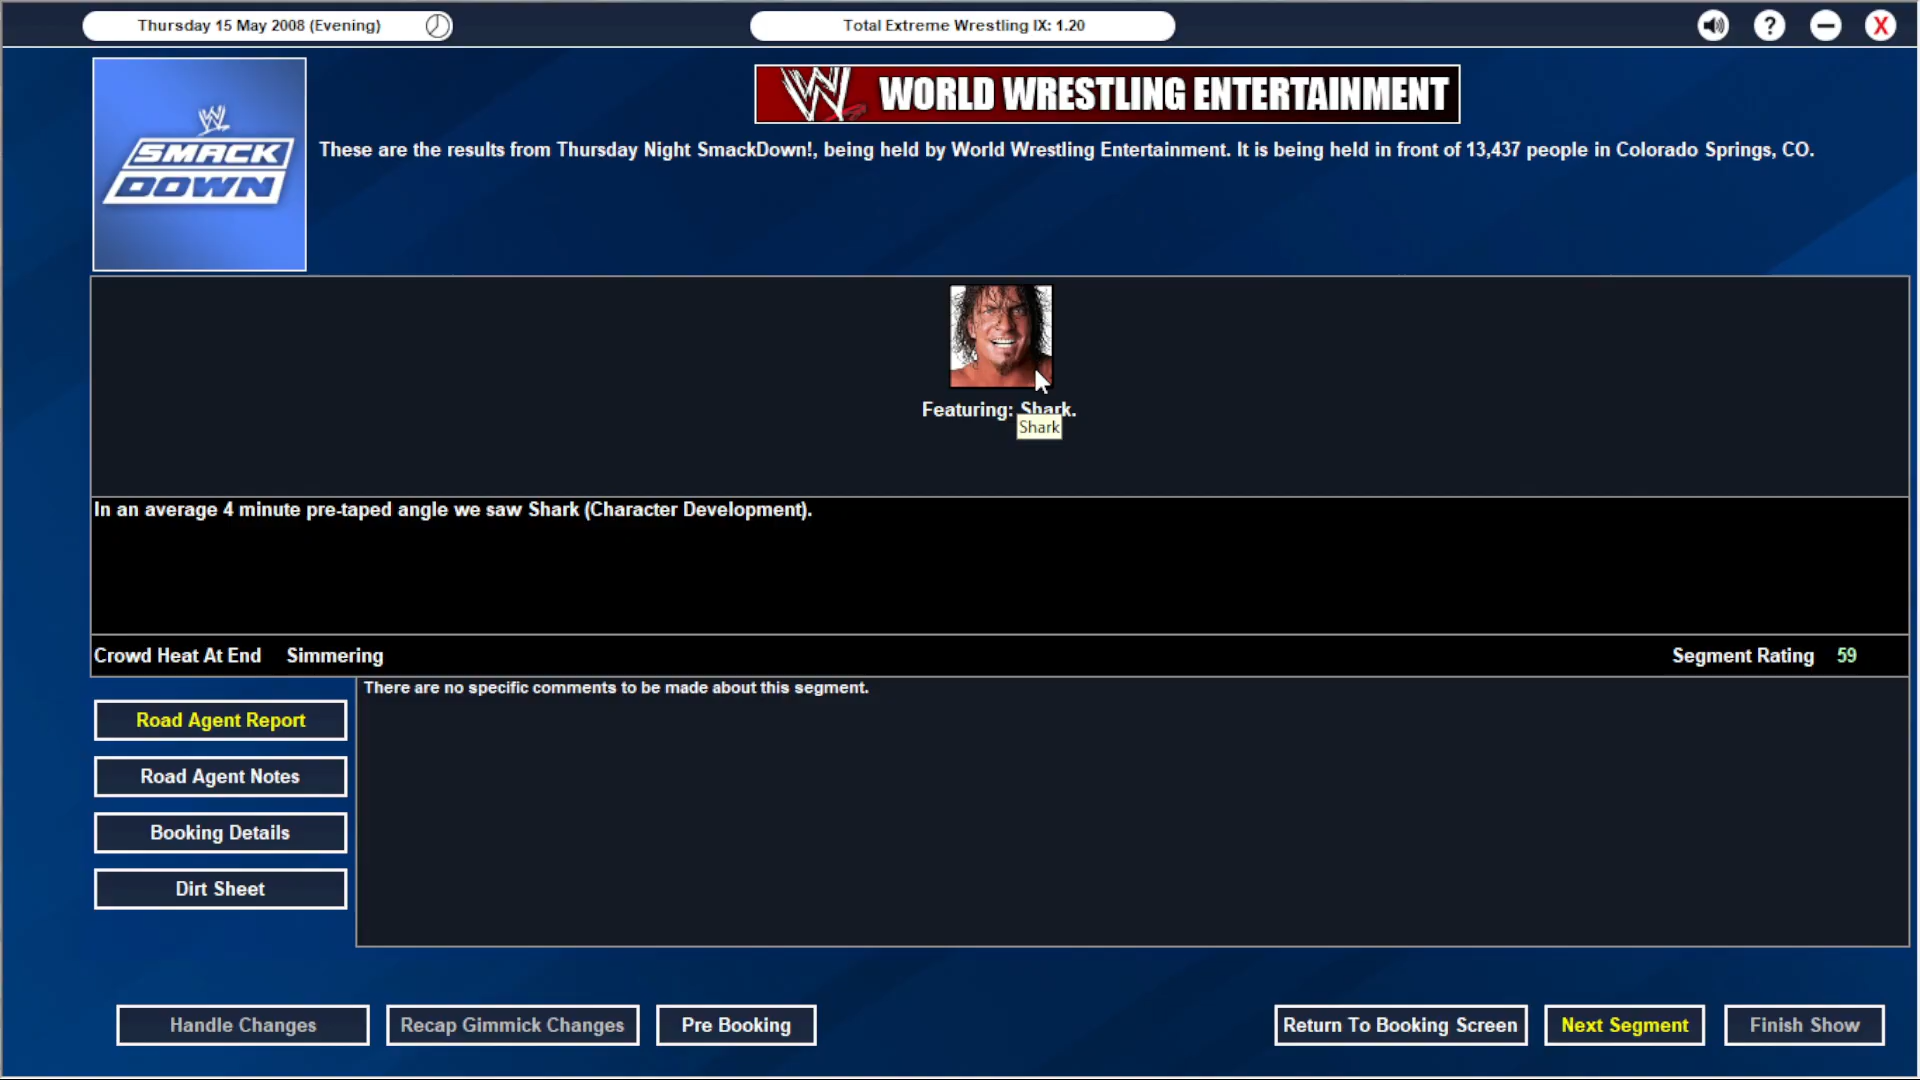 Thursday 15 May 2008 (Evening)
Total Extreme Wrestling IX: 1.20
?
X
W
SMACK
DOWN
W WORLD WRESTLING ENTERTAINMENT
These are the results from Thursday Night SmackDown!, being held by World Wrestling Entertainment. It is being held in front of 13,437 people in Colorado Springs, CO.
Featuring: Shark.
Shark
In an average 4 minute pre-taped angle we saw Shark (Character Development).
Crowd Heat At End Simmering
Segment Rating 59
There are no specific comments to be made about this segment.
Road Agent Report
Road Agent Notes
Booking Details
Dirt Sheet
Handle Changes
Recap Gimmick Changes
Pre Booking
Return To Booking Screen
Next Segment
Finish Show